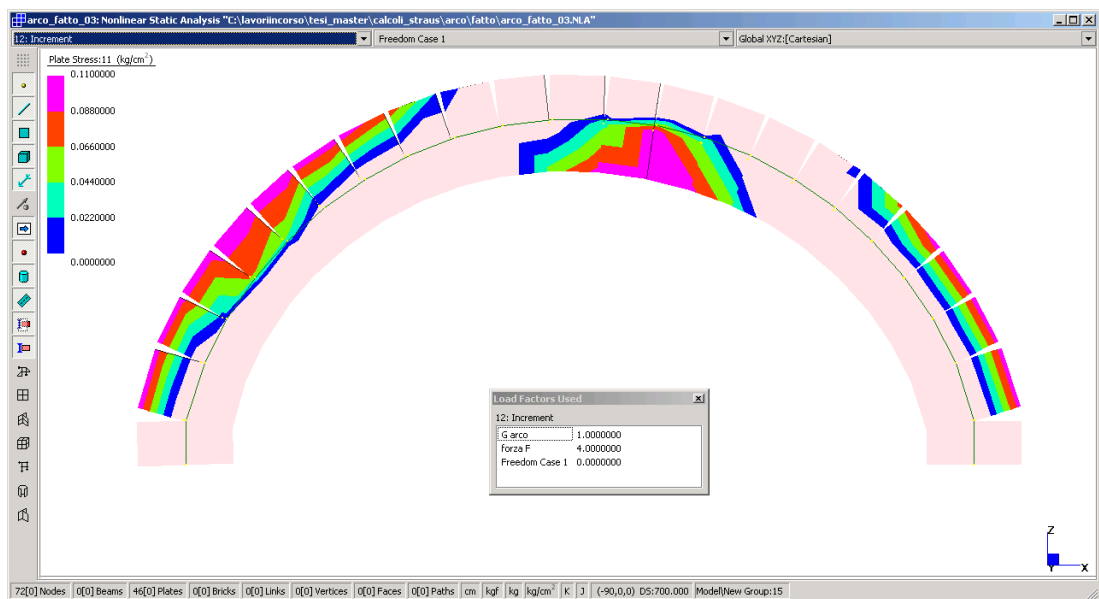 arco_fatto_03: Nonlinear Static Analysis "C:\lavoriincorso\tesi_master\calcoli_straus\arco\fatto\arco_fatto_03.NLA"
12: Increment Freedom Case 1 Global XYZ:[Cartesian]
Plate Stress:11 (kg/cm²)
0.1100000
0.0880000
0.0660000
0.0440000
0.0220000
0.0000000
Load Factors Used
12: Increment
G arco 1.0000000
forza F 4.0000000
Freedom Case 1 0.0000000
Z
Y X
72[0] Nodes 0[0] Beams 46[0] Plates 0[0] Bricks 0[0] Links 0[0] Vertices 0[0] Faces 0[0] Paths cm kgf kg kg/cm² K J (-90,0,0) DS:700.000 Model\New Group:15